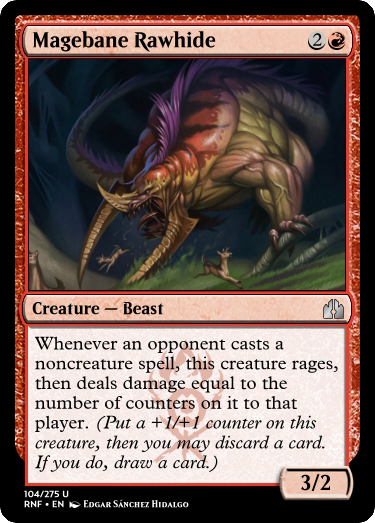 Magebane Rawhide 2
Creature — Beast
Whenever an opponent casts a
noncreature spell, this creature rages,
then deals damage equal to the
number of counters on it to that
player. (Put a +1/+1 counter on this
creature, then you may discard a card.
If you do, draw a card.)
3/2
104/275 U
RNF • EN Edgar Sánchez Hidalgo